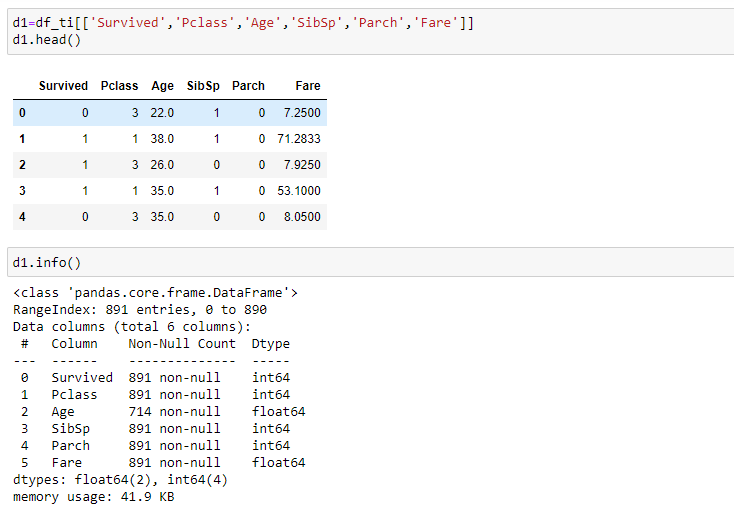 d1=df_ti[['Survived','Pclass','Age','SibSp','Parch','Fare']]
d1.head()
Survived Pclass Age SibSp Parch Fare
0 0 3 22.0 1 0 7.2500
1 1 1 38.0 1 0 71.2833
2 1 3 26.0 0 0 7.9250
3 1 1 35.0 1 0 53.1000
4 0 3 35.0 0 0 8.0500
d1.info()
<class 'pandas.core.frame.DataFrame'>
RangeIndex: 891 entries, 0 to 890
Data columns (total 6 columns):
 #   Column    Non-Null Count  Dtype
---  ------    --------------  -----
 0   Survived  891 non-null    int64
 1   Pclass    891 non-null    int64
 2   Age       714 non-null    float64
 3   SibSp     891 non-null    int64
 4   Parch     891 non-null    int64
 5   Fare      891 non-null    float64
dtypes: float64(2), int64(4)
memory usage: 41.9 KB